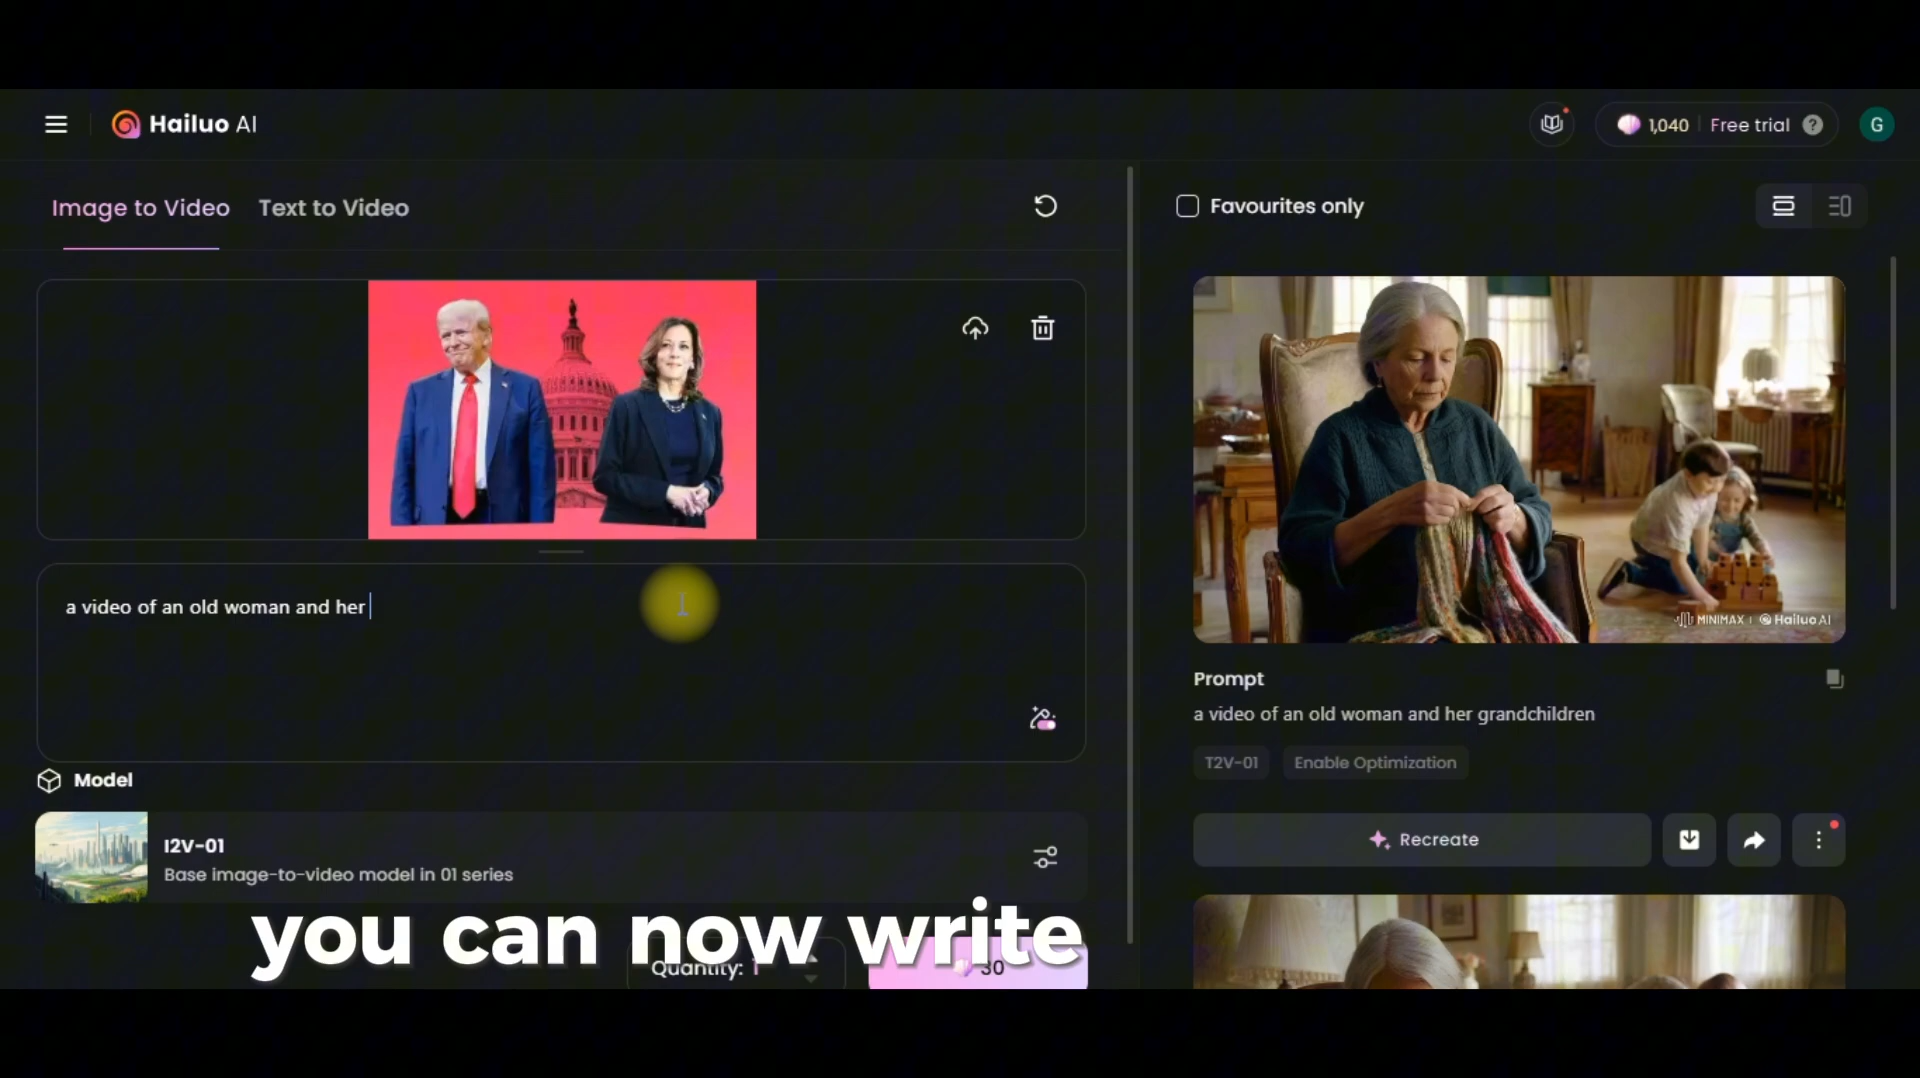 Hailuo AI
1,040 Free trial ?
G
Image to Video Text to Video
Favourites only
a video of an old woman and her
MINIMAX | Hailuo AI
Prompt
a video of an old woman and her grandchildren
T2V-01 Enable Optimization
Model
I2V-01
Base image-to-video model in 01 series
Recreate
you can now write
Quantity: 1
30